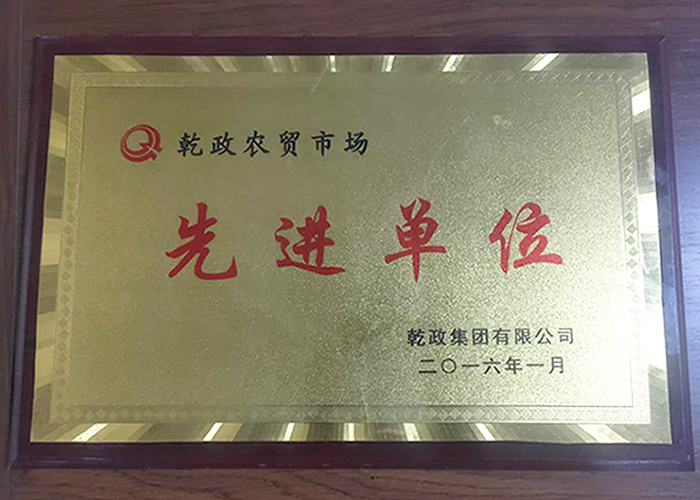 乾政农贸市场
先进单位
乾政集团有限公司
二〇一六年一月